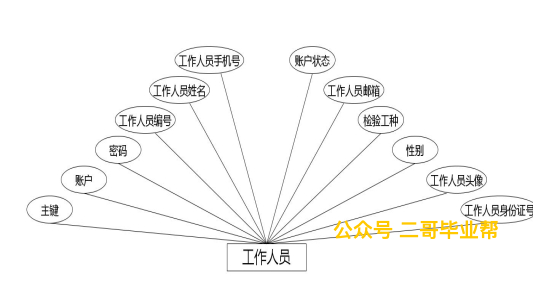 工作人员手机号
账户状态
工作人员姓名
工作人员邮箱
工作人员编号
检验工种
密码
性别
账户
工作人员头像
主键
工作人员身份证号
公众号 二哥毕业帮
工作人员